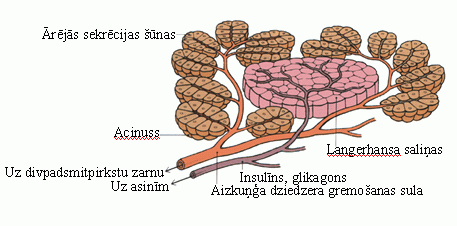 Ārējās sekrēcijas šūnas
Acinuss
Langerhansa saliņas
Uz divpadsmitpirkstu zarnu
Uz asinīm
Insulīns, glikagons
Aizkuņģa dziedzera gremošanas sula